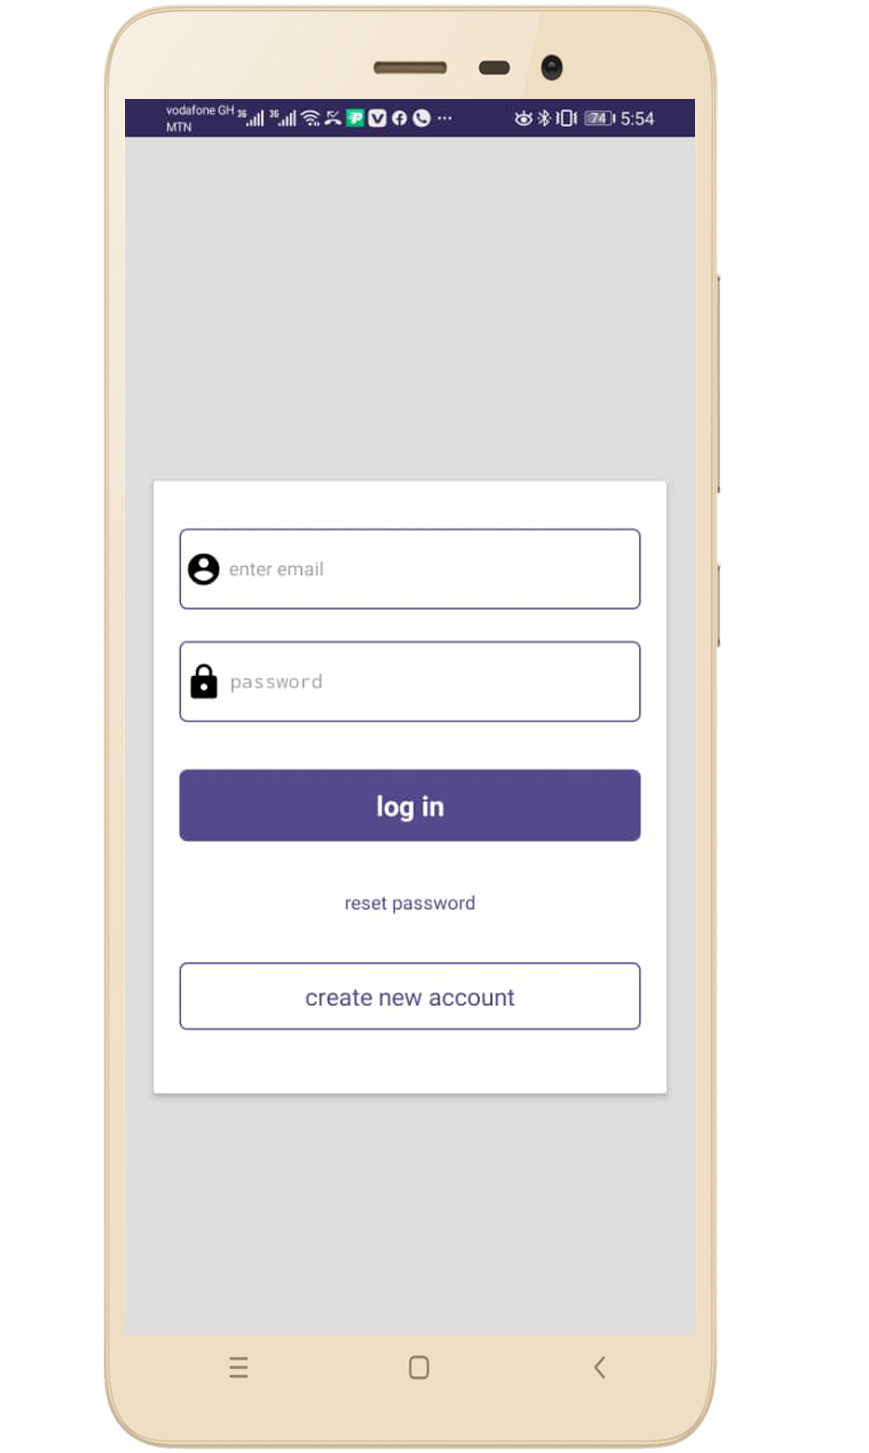 vodafone GH 3G 3G
MTN
74 5:54
enter email
password
log in
reset password
create new account